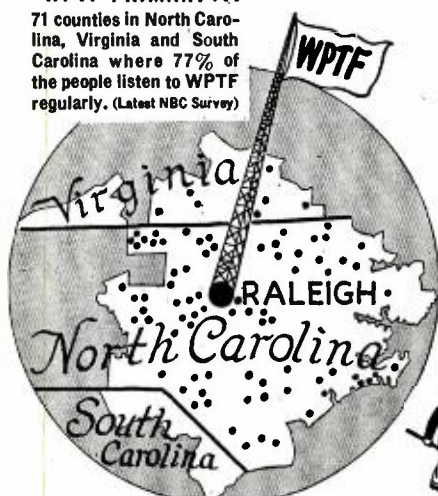 71 counties in North Caro-
lina, Virginia and South
Carolina where 77% of
the people listen to WPTF
regularly. (Latest NBC Survey)
WPTF
Virginia
RALEIGH
North Carolina
South
Carolina